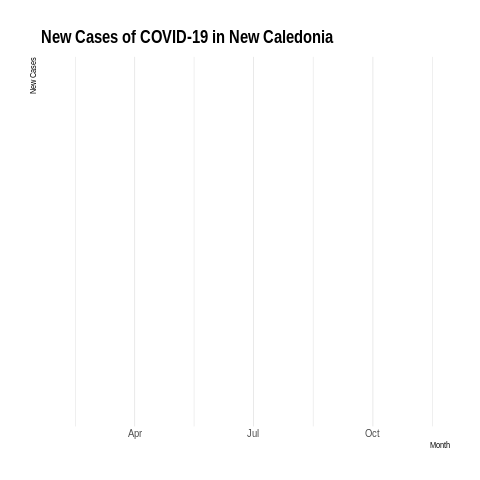 New Cases of COVID-19 in New Caledonia
New Cases
Apr
Jul
Oct
Month